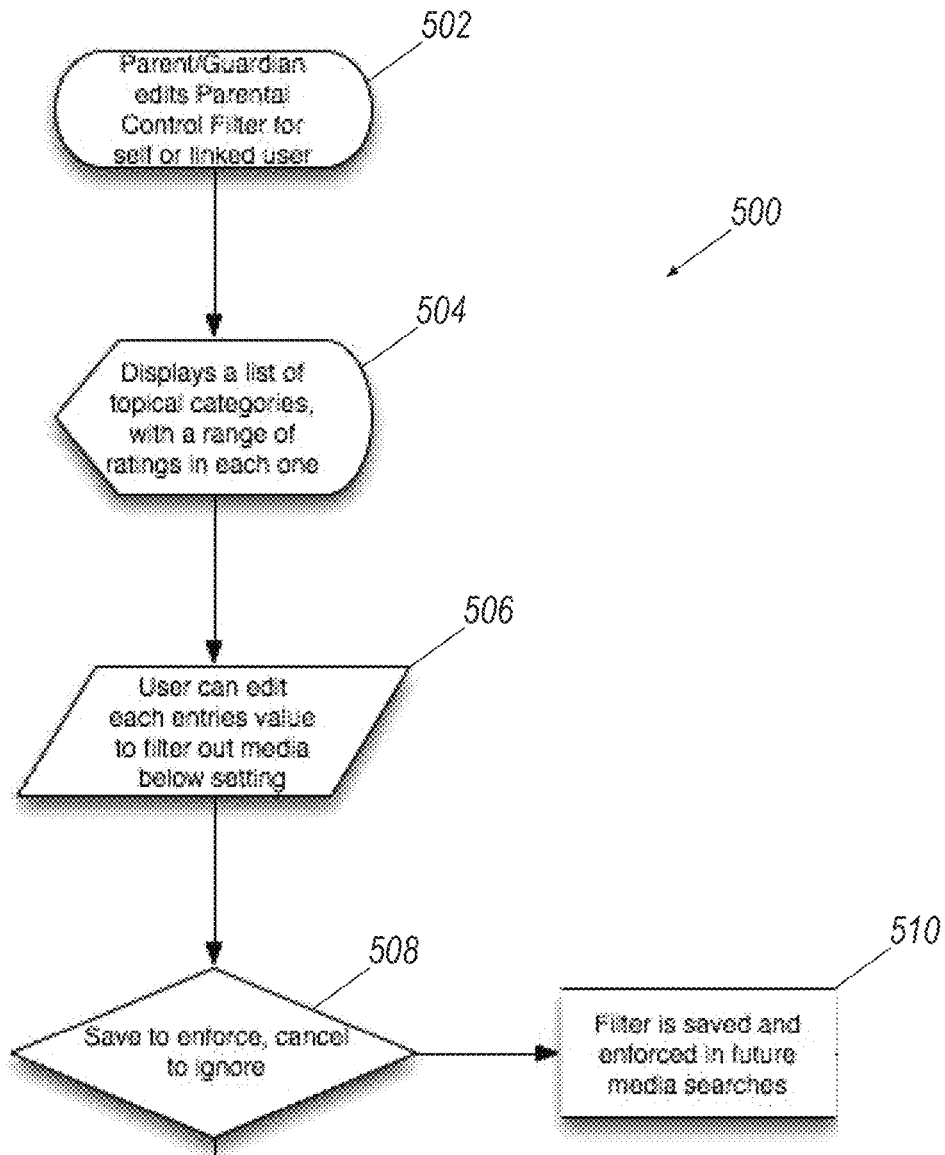 502
Parent/Guardian
edits Parental
Control Filter for
self or linked user
500
504
Displays a list of
topical categories,
with a range of
ratings in each one
506
User can edit
each entries value
to filter out media
below setting
508
Save to enforce, cancel
to ignore
510
Filter is saved and
enforced in future
media searches